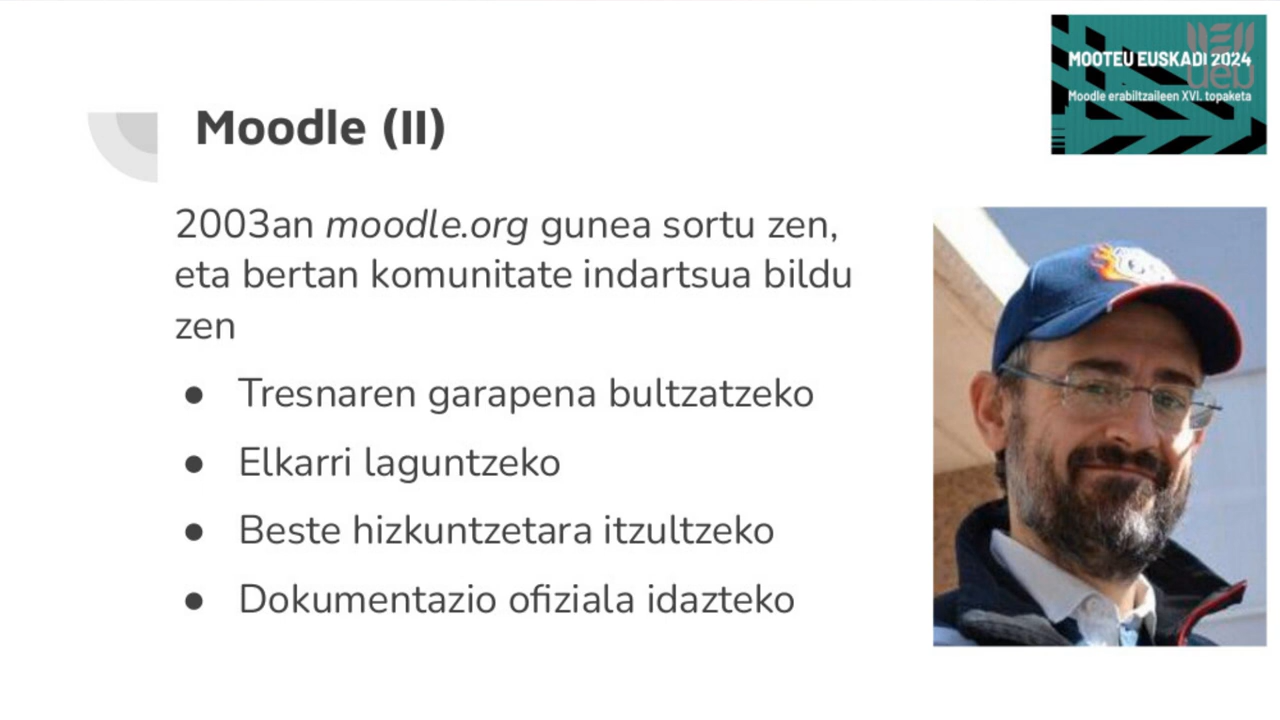 MOOTEU EUSKADI 2024
Moodle erabiltzaileen XVI. topaketa
ueu
Moodle (II)
2003an moodle.org gunea sortu zen,
eta bertan komunitate indartsua bildu
zen
● Tresnaren garapena bultzatzeko
● Elkarri laguntzeko
● Beste hizkuntzetara itzultzeko
● Dokumentazio ofiziala idazteko